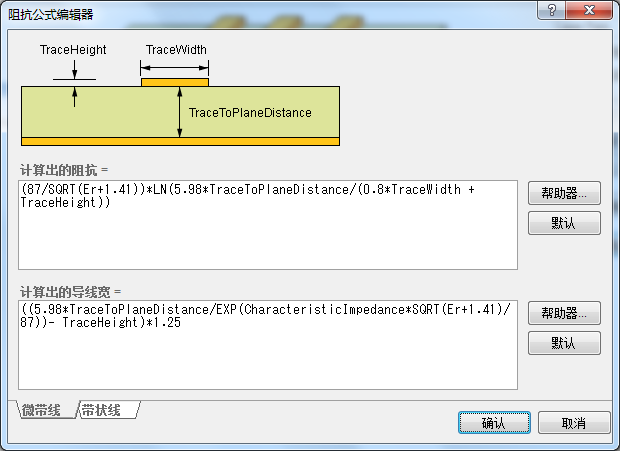 阻抗公式编辑器
TraceHeight
TraceWidth
TraceToPlaneDistance
计算出的阻抗 =
(87/SQRT(Er+1.41))*LN(5.98*TraceToPlaneDistance/(0.8*TraceWidth +
TraceHeight))
帮助器...
默认
计算出的导线宽 =
((5.98*TraceToPlaneDistance/EXP(CharacteristicImpedance*SQRT(Er+1.41)/
87))- TraceHeight)*1.25
帮助器...
默认
微带线
带状线
确认
取消